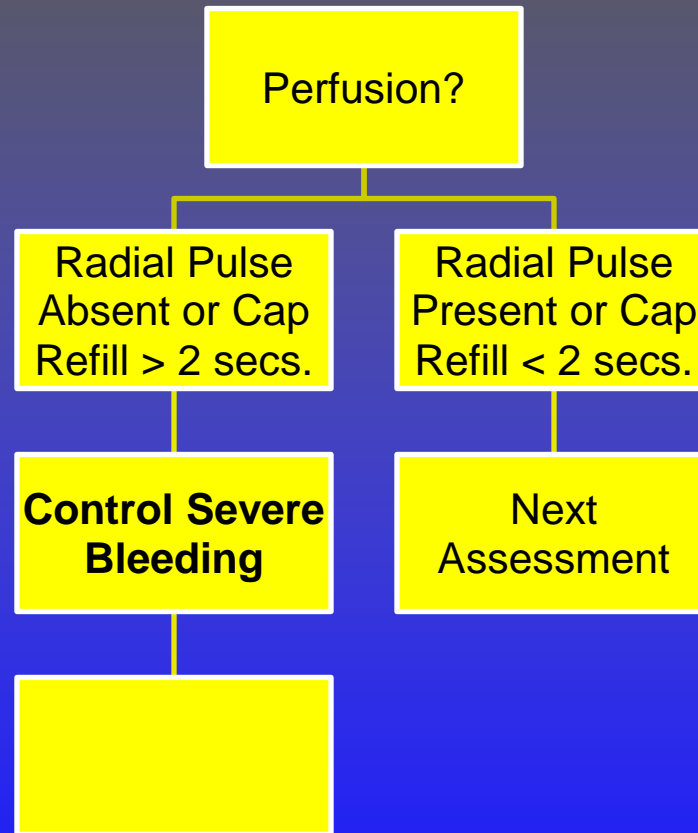 Perfusion?
Radial Pulse
Absent or Cap
Refill > 2 secs.
Radial Pulse
Present or Cap
Refill < 2 secs.
Control Severe
Bleeding
Next
Assessment